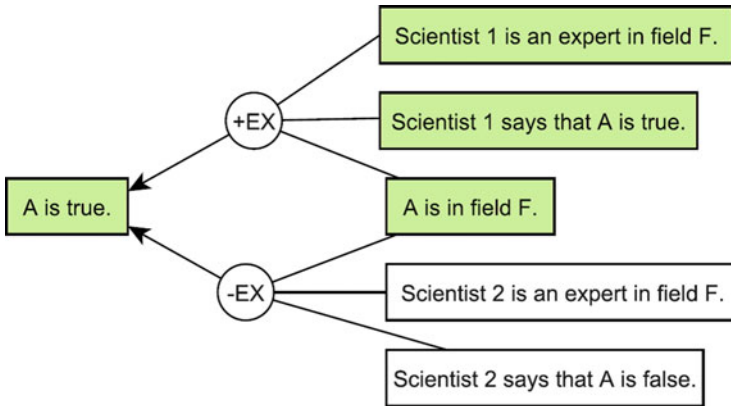 Scientist 1 is an expert in field F.
+EX
Scientist 1 says that A is true.
A is true.
A is in field F.
-EX
Scientist 2 is an expert in field F.
Scientist 2 says that A is false.